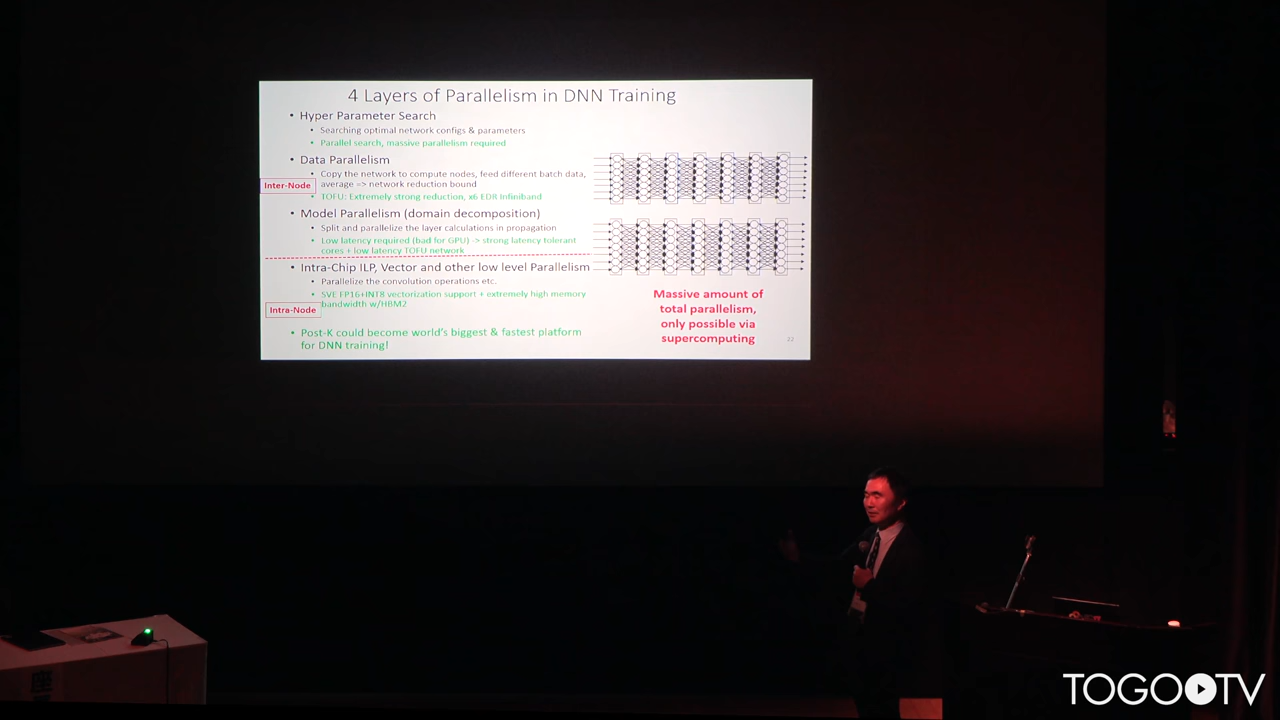 4 Layers of Parallelism in DNN Training
• Hyper Parameter Search
• Searching optimal network configs & parameters
• Parallel search, massive parallelism required
• Data Parallelism
• Copy the network to compute nodes, feed different batch data,
average => network reduction bound
Inter-Node
• TOFU: Extremely strong reduction, x6 EDR Infiniband
• Model Parallelism (domain decomposition)
• Split and parallelize the layer calculations in propagation
• Low latency required (bad for GPU) -> strong latency tolerant
cores + low latency TOFU network
• Intra-Chip ILP, Vector and other low level Parallelism
• Parallelize the convolution operations etc.
• SVE FP16+INT8 vectorization support + extremely high memory
bandwidth w/HBM2
Intra-Node
• Post-K could become world's biggest & fastest platform
for DNN training!
Massive amount of
total parallelism,
only possible via
supercomputing
22
TOGOTV